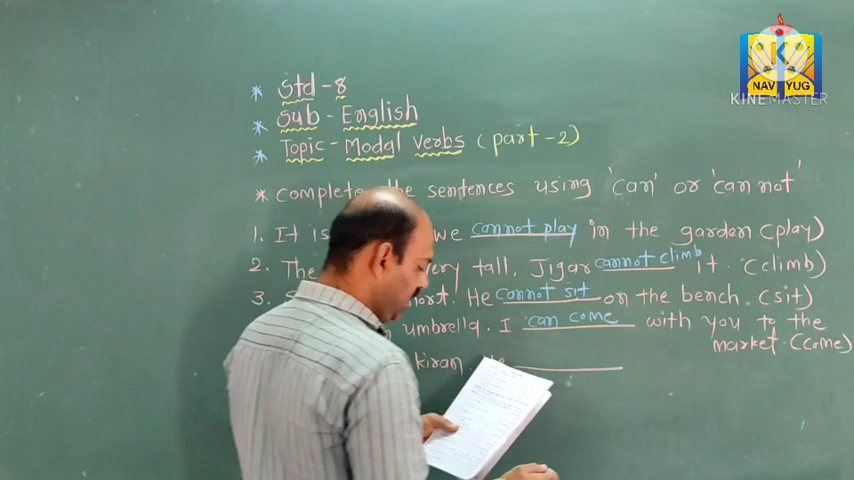 NAV YUG
KINEMASTER
* Std - 8
* Sub - English
* Topic - Modal verbs (part - 2)
* complete the sentences using 'can' or 'can not'
1. It is we cannot play in the garden (play)
2. The very tall. Jigar cannot climb it. (climb)
3. He cannot sit on the bench. (sit)
umbrella. I can come with you to the
market. (come)
kiran.